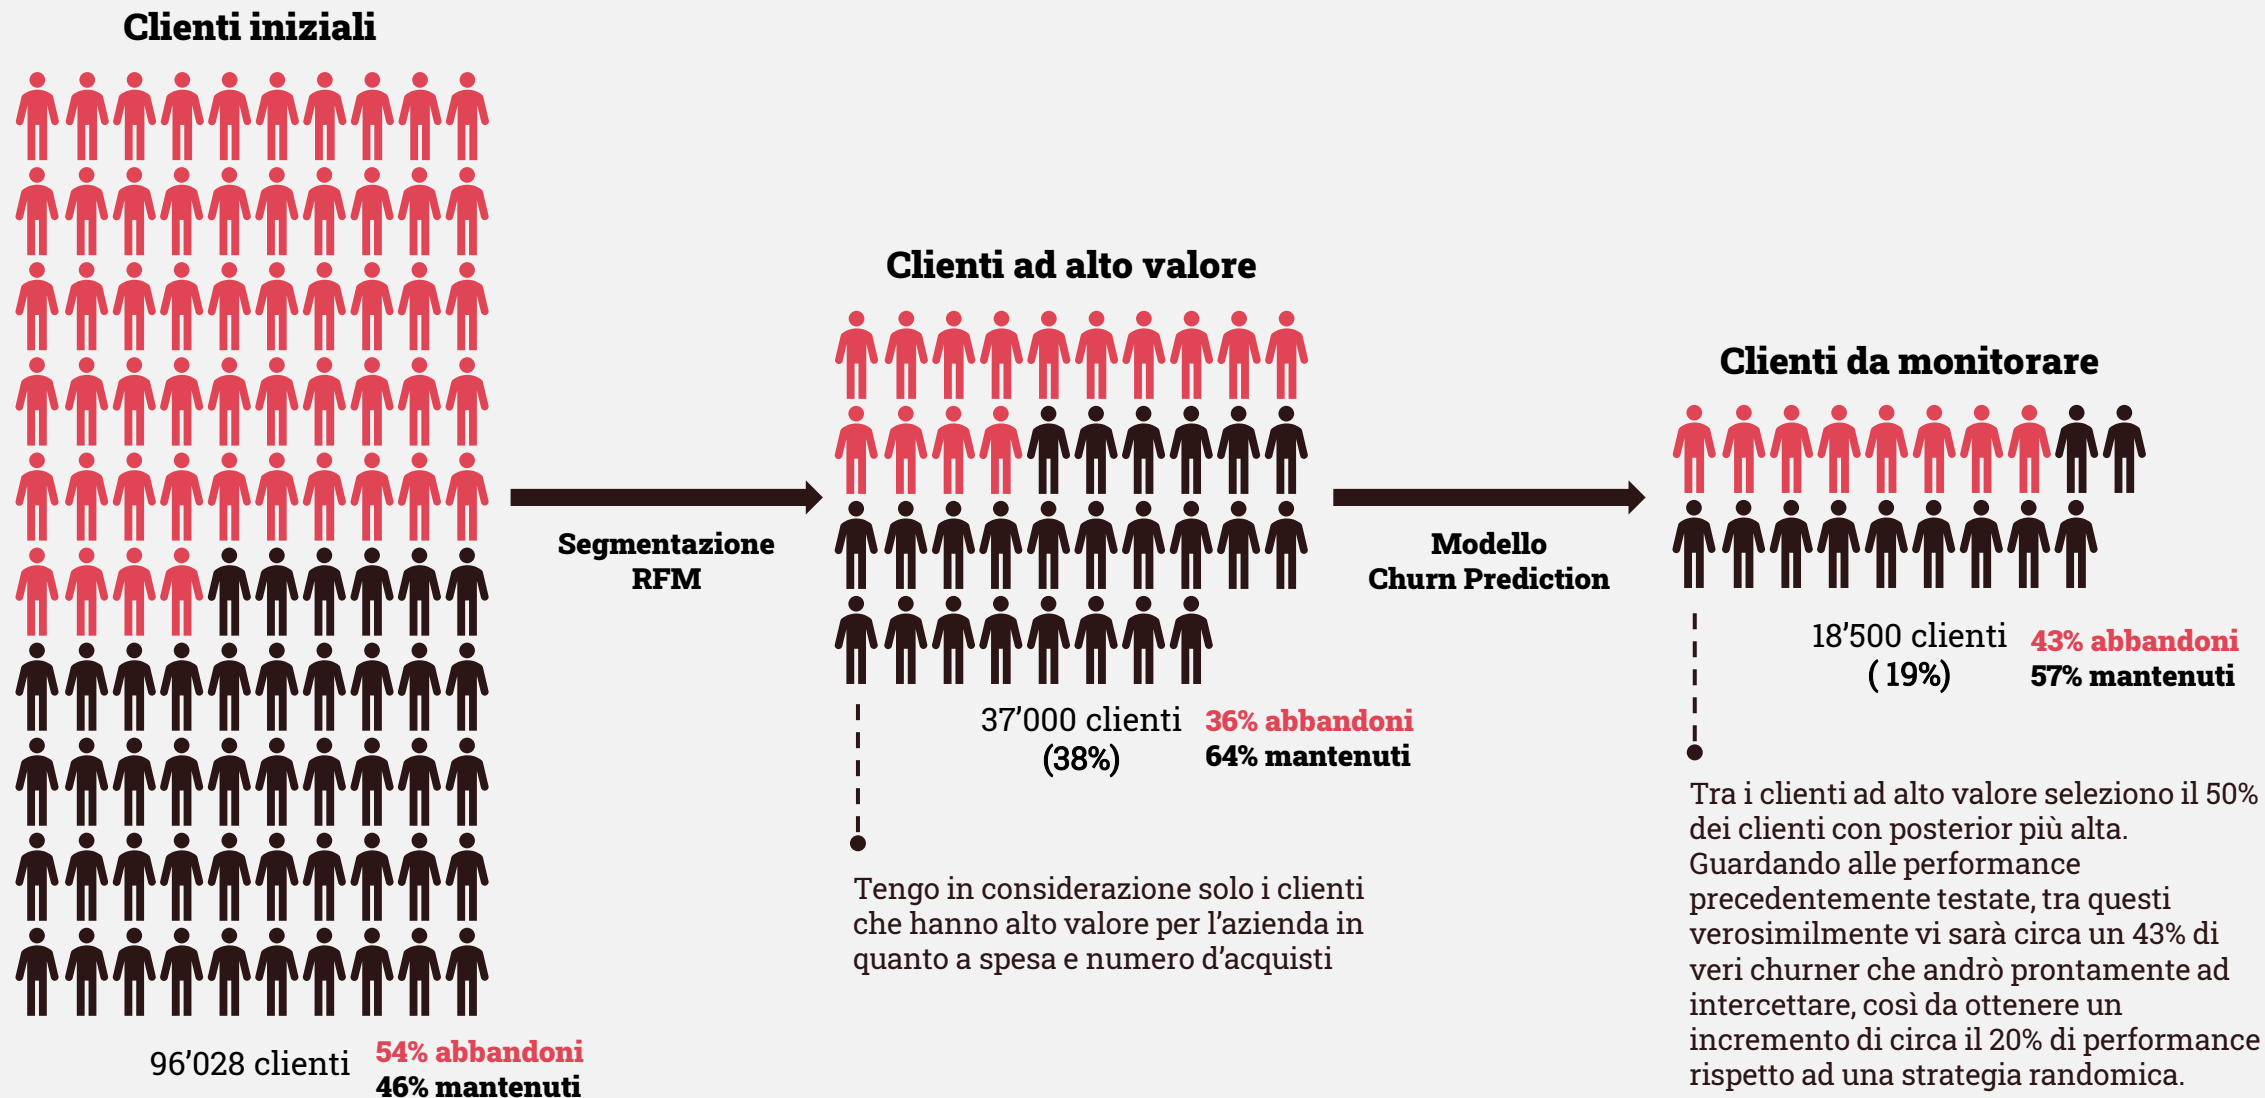 Clienti iniziali
96’028 clienti
54% abbandoni
46% mantenuti
Segmentazione
RFM
Clienti ad alto valore
37’000 clienti
(38%)
36% abbandoni
64% mantenuti
Tengo in considerazione solo i clienti
che hanno alto valore per l’azienda in
quanto a spesa e numero d’acquisti
Modello
Churn Prediction
Clienti da monitorare
18’500 clienti
( 19%)
43% abbandoni
57% mantenuti
Tra i clienti ad alto valore seleziono il 50%
dei clienti con posterior più alta.
Guardando alle performance
precedentemente testate, tra questi
verosimilmente vi sarà circa un 43% di
veri churner che andrò prontamente ad
intercettare, così da ottenere un
incremento di circa il 20% di performance
rispetto ad una strategia randomica.